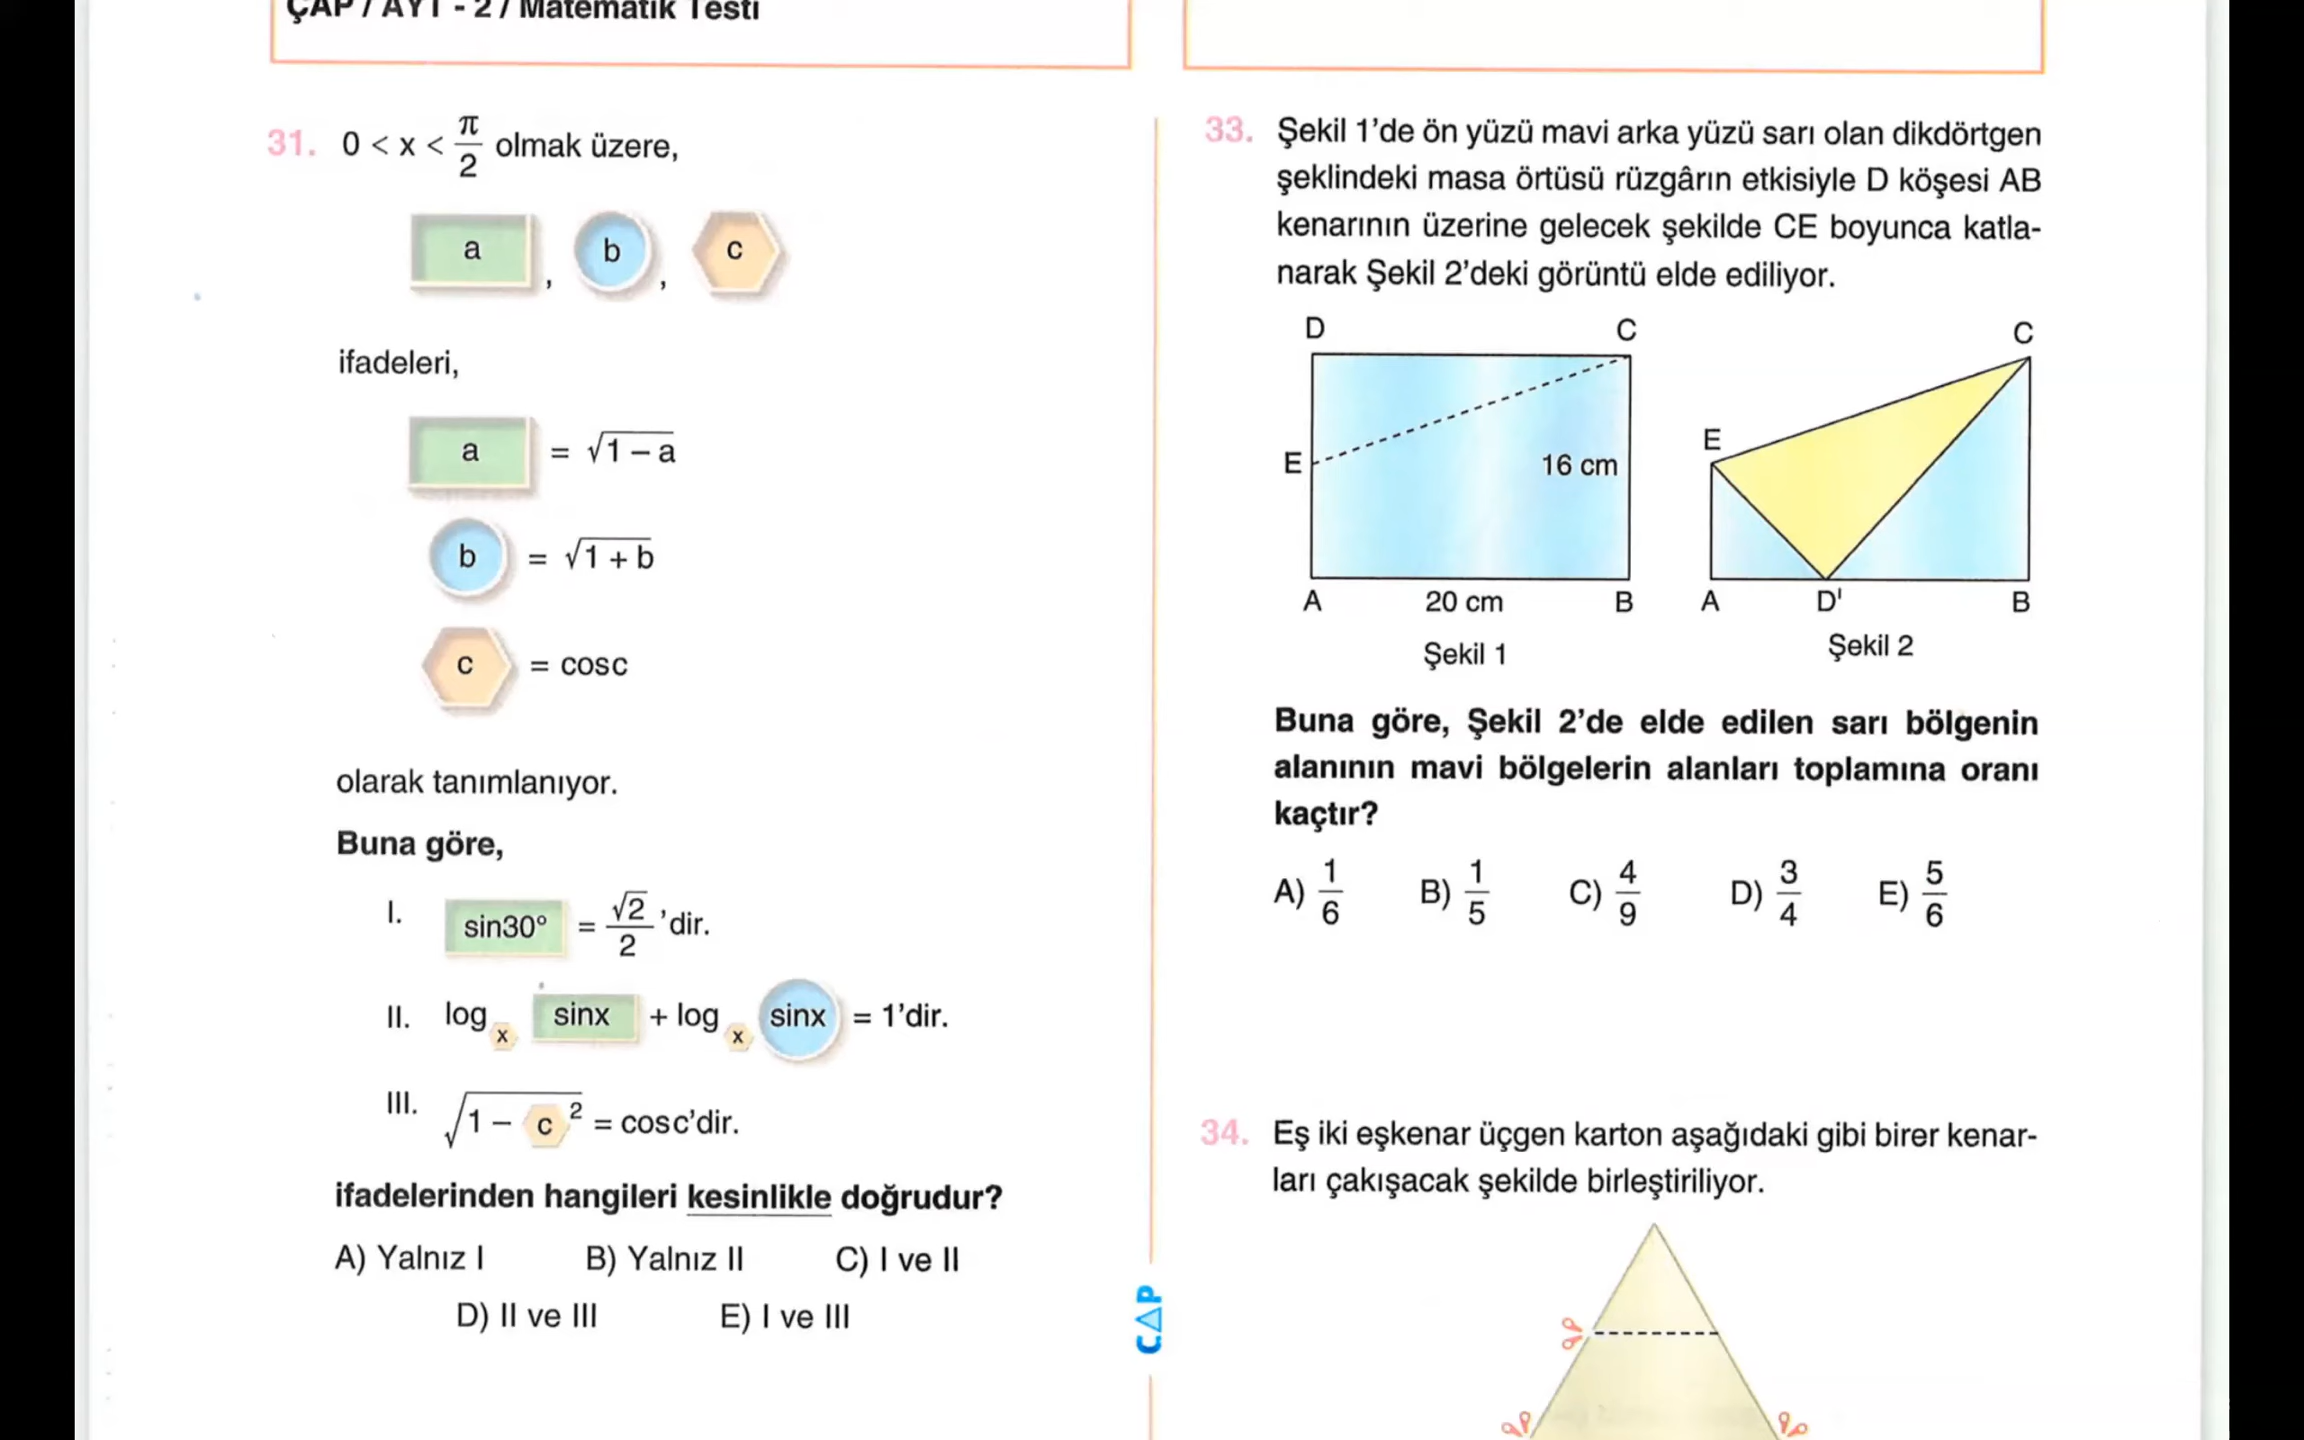 ÇAP / AYT - 2 / Matematik Testi
31. 0 < x < π/2 olmak üzere,
a , b , c
ifadeleri,
a = √1 – a
b = √1 + b
c = cosc
olarak tanımlanıyor.
Buna göre,
I. sin30° = √2/2 'dir.
II. log x sinx + log x sinx = 1'dir.
III. √1 – c² = cosc'dir.
ifadelerinden hangileri kesinlikle doğrudur?
A) Yalnız I B) Yalnız II C) I ve II
D) II ve III E) I ve III
ÇAP
33. Şekil 1'de ön yüzü mavi arka yüzü sarı olan dikdörtgen
şeklindeki masa örtüsü rüzgârın etkisiyle D köşesi AB
kenarının üzerine gelecek şekilde CE boyunca katla-
narak Şekil 2'deki görüntü elde ediliyor.
D C C
E 16 cm E
A 20 cm B A D' B
Şekil 1 Şekil 2
Buna göre, Şekil 2'de elde edilen sarı bölgenin
alanının mavi bölgelerin alanları toplamına oranı
kaçtır?
A) 1/6 B) 1/5 C) 4/9 D) 3/4 E) 5/6
34. Eş iki eşkenar üçgen karton aşağıdaki gibi birer kenar-
ları çakışacak şekilde birleştiriliyor.